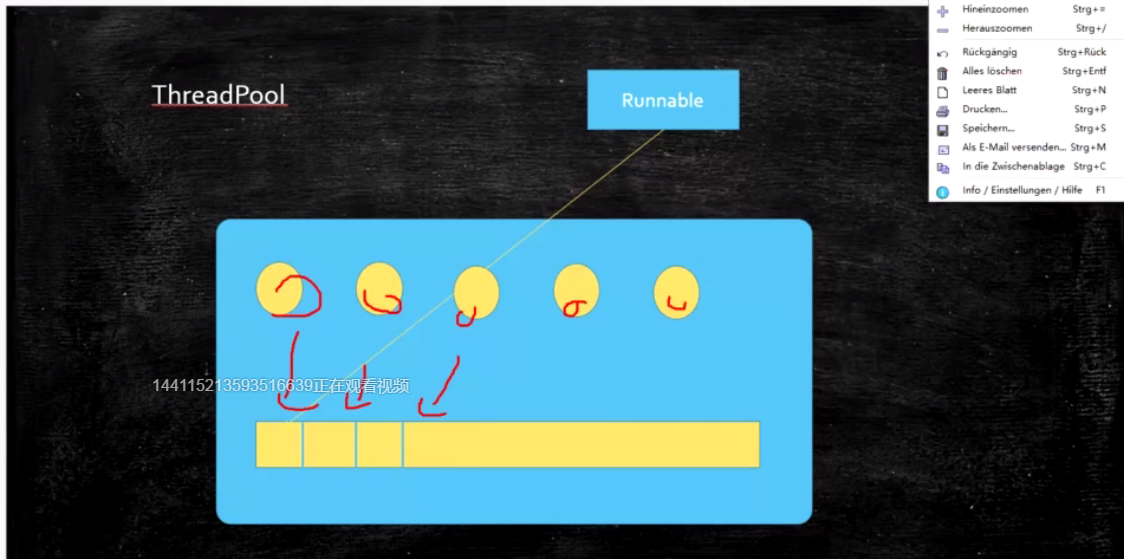 ThreadPool
Runnable
144115213593516639正在观看视频
Hineinzoomen Strg+=
Herauszoomen Strg+/
Rückgängig Strg+Rück
Alles löschen Strg+Entf
Leeres Blatt Strg+N
Drucken... Strg+P
Speichern... Strg+S
Als E-Mail versenden... Strg+M
In die Zwischenablage Strg+C
Info / Einstellungen / Hilfe F1